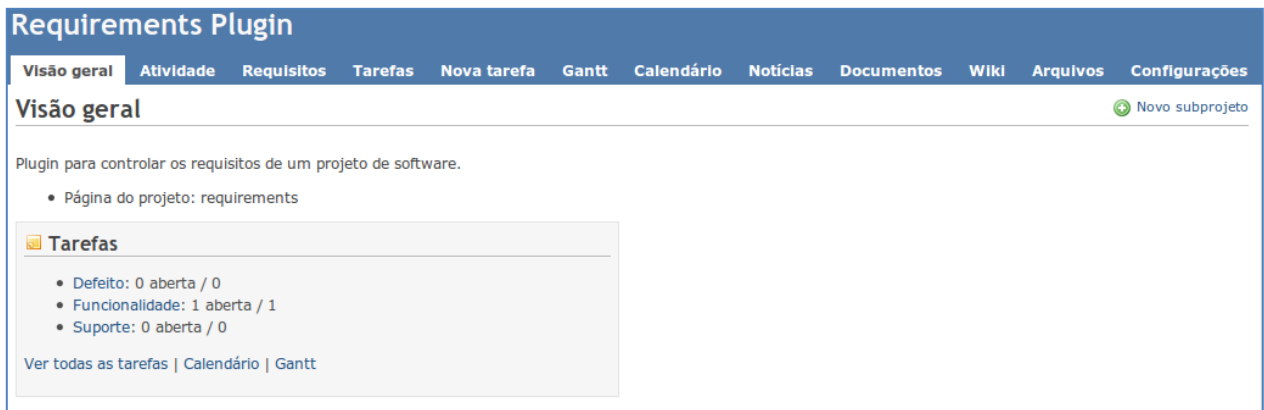 Requirements Plugin
Visão geral Atividade Requisitos Tarefas Nova tarefa Gantt Calendário Notícias Documentos Wiki Arquivos Configurações
Visão geral Novo subprojeto
Plugin para controlar os requisitos de um projeto de software.
• Página do projeto: requirements
Tarefas
• Defeito: 0 aberta / 0
• Funcionalidade: 1 aberta / 1
• Suporte: 0 aberta / 0
Ver todas as tarefas | Calendário | Gantt